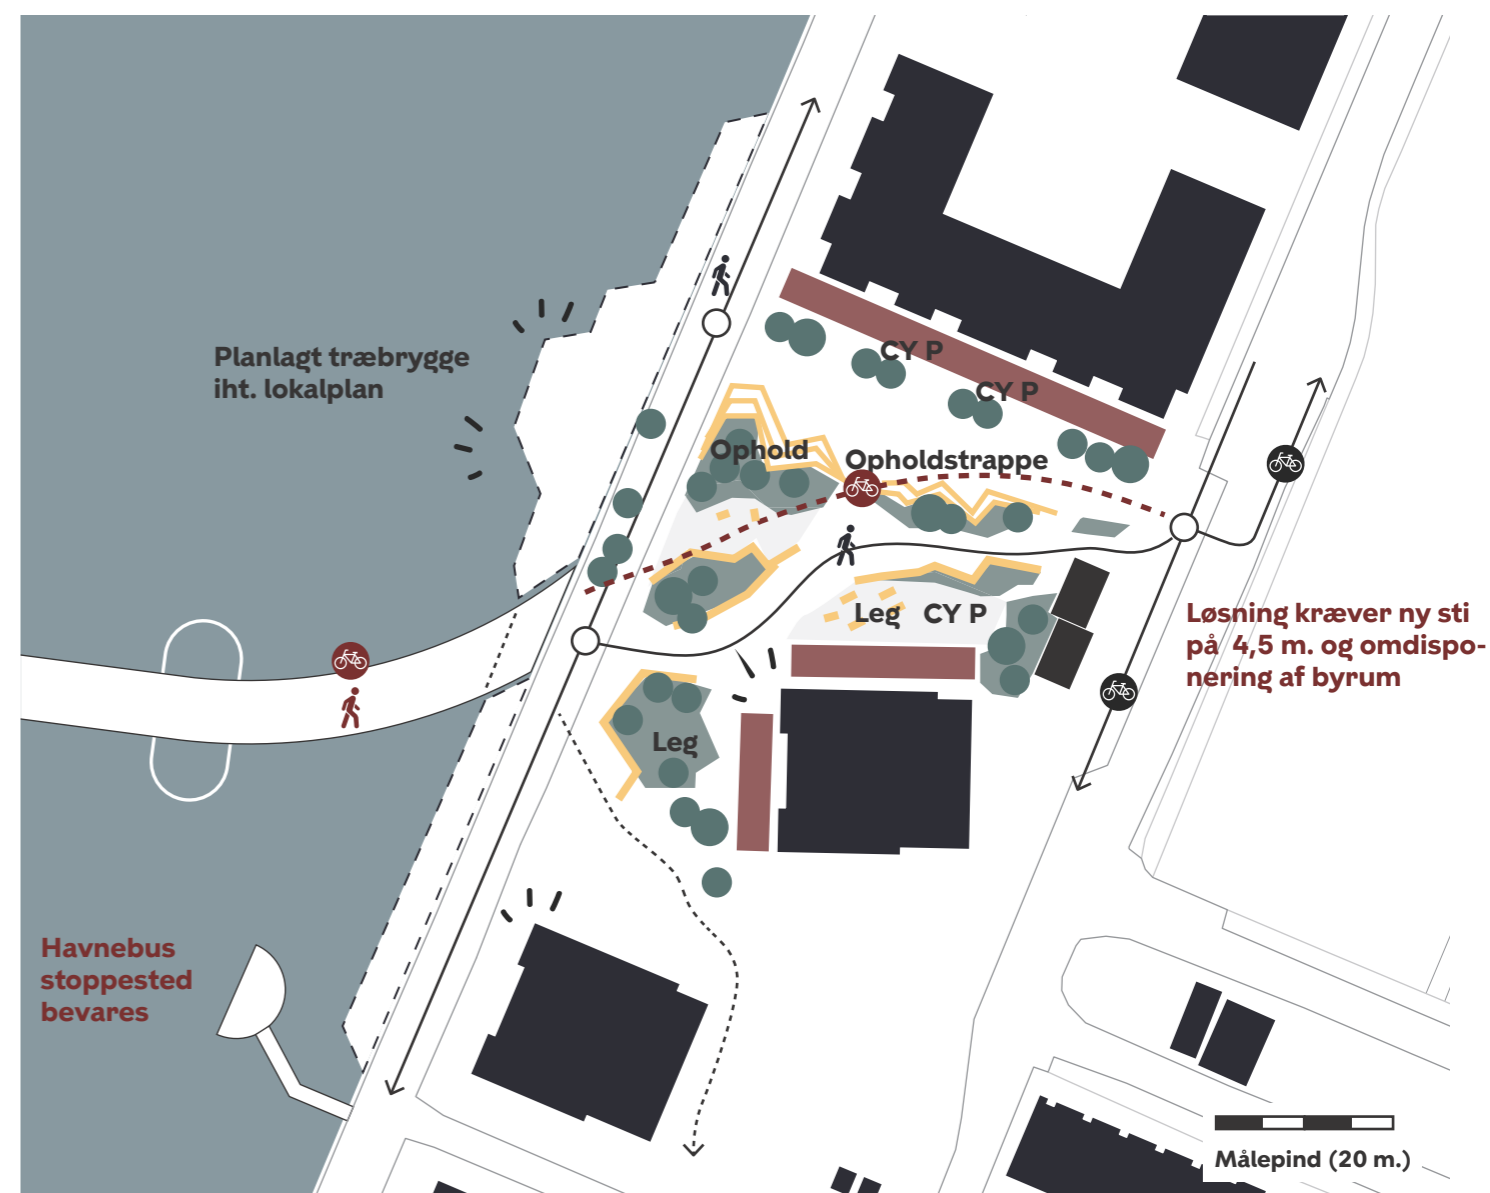 CY P
Planlagt træbrygge
iht. lokalplan
CY P
Ophold
Opholdstrappe
Leg
CY P
Løsning kræver ny sti
på 4,5 m. og omdispo-
nering af byrum
Leg
Havnebus
stoppested
bevares
Målepind (20 m.)